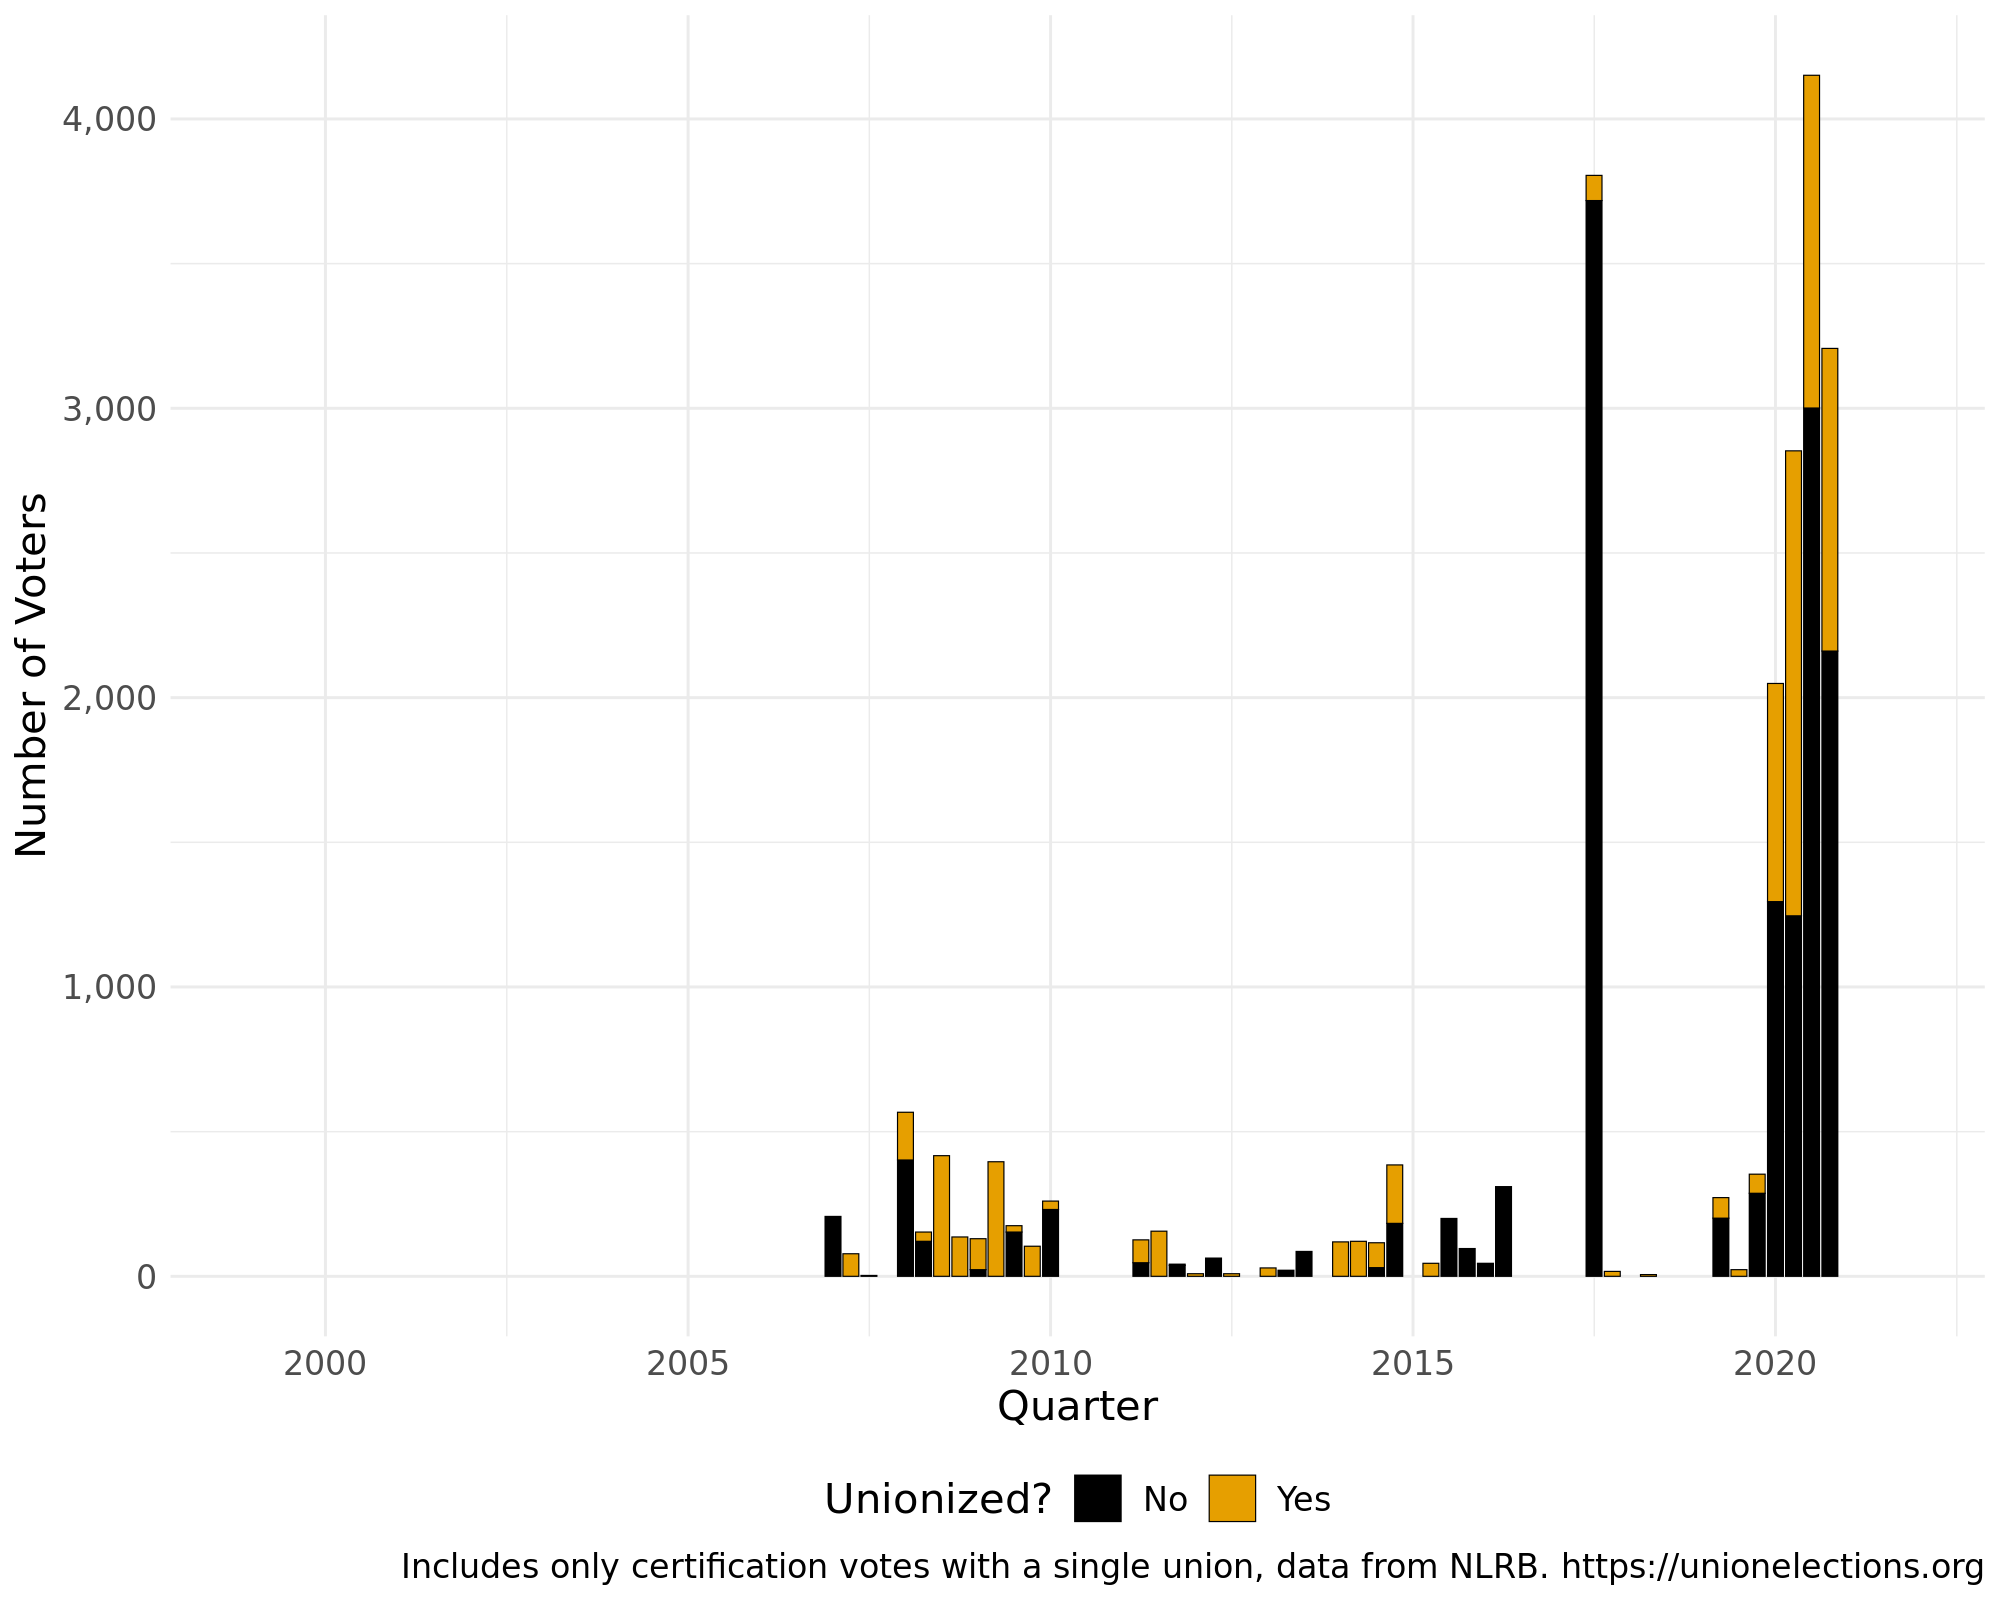 4,000
3,000
2,000
1,000
0
Number of Voters
2000 2005 2010 2015 2020
Quarter
Unionized? No Yes
Includes only certification votes with a single union, data from NLRB. https://unionelections.org